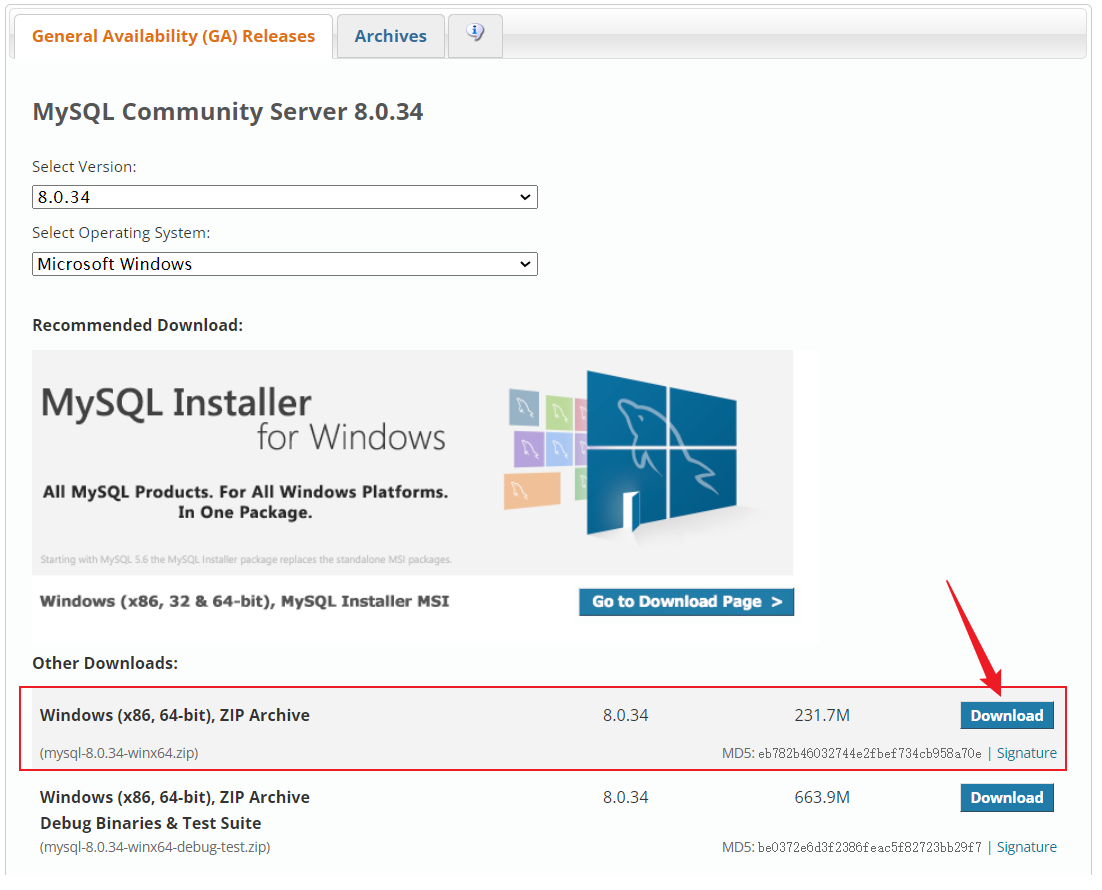 General Availability (GA) Releases Archives
MySQL Community Server 8.0.34
Select Version:
8.0.34
Select Operating System:
Microsoft Windows
Recommended Download:
MySQL Installer
for Windows
All MySQL Products. For All Windows Platforms.
In One Package.
Starting with MySQL 5.6 the MySQL Installer package replaces the standalone MSI packages.
Windows (x86, 32 & 64-bit), MySQL Installer MSI Go to Download Page >
Other Downloads:
Windows (x86, 64-bit), ZIP Archive 8.0.34 231.7M Download
(mysql-8.0.34-winx64.zip) MD5: eb782b46032744e2fbef734cb958a70e | Signature
Windows (x86, 64-bit), ZIP Archive 8.0.34 663.9M Download
Debug Binaries & Test Suite
(mysql-8.0.34-winx64-debug-test.zip) MD5: be0372e6d3f2386feac5f82723bb29f7 | Signature